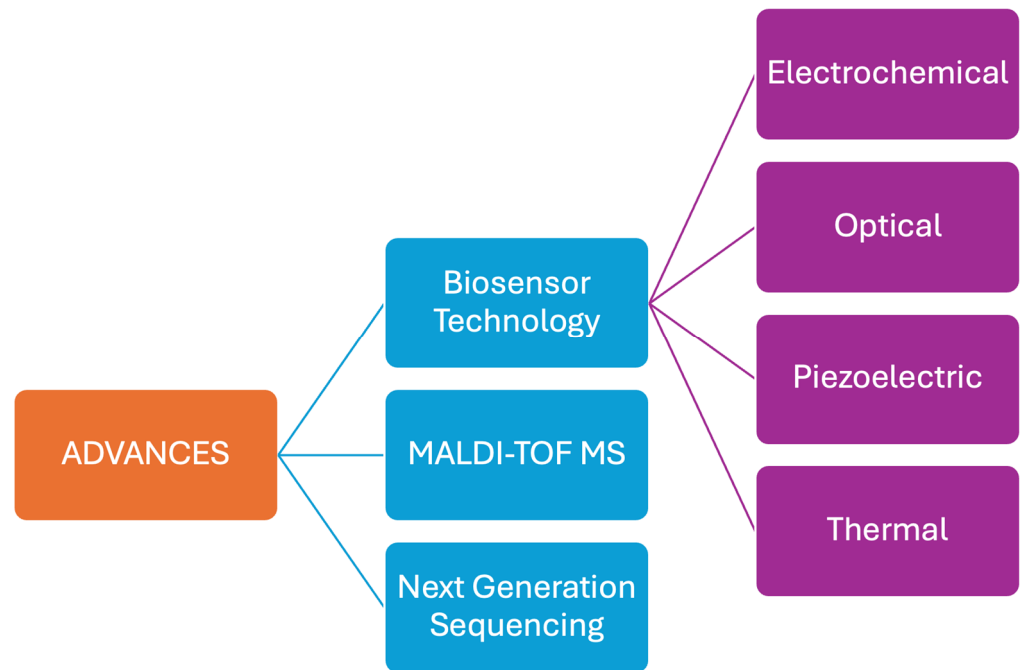 ADVANCES
Biosensor
Technology
MALDI-TOF MS
Next Generation
Sequencing
Electrochemical
Optical
Piezoelectric
Thermal